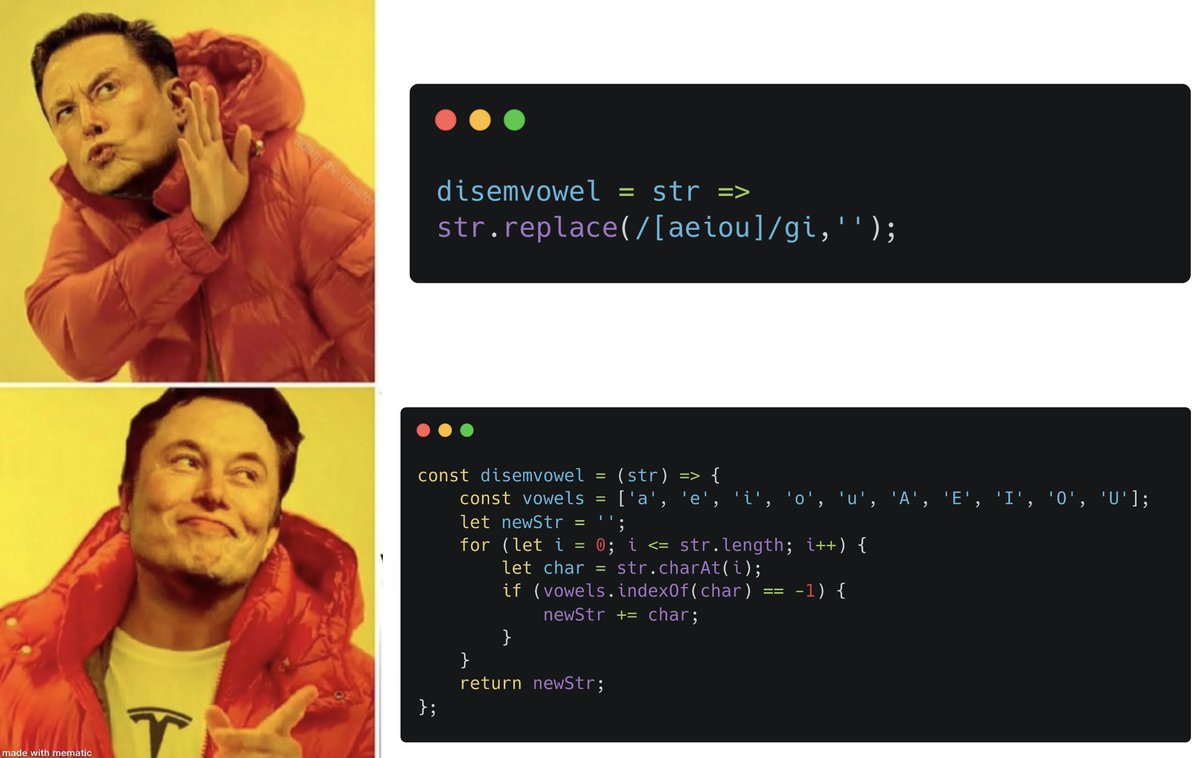 disemvowel = str =>
str.replace(/[aeiou]/gi,'');
const disemvowel = (str) => {
    const vowels = ['a', 'e', 'i', 'o', 'u', 'A', 'E', 'I', 'O', 'U'];
    let newStr = '';
    for (let i = 0; i <= str.length; i++) {
        let char = str.charAt(i);
        if (vowels.indexOf(char) == -1) {
            newStr += char;
        }
    }
    return newStr;
};
made with mematic